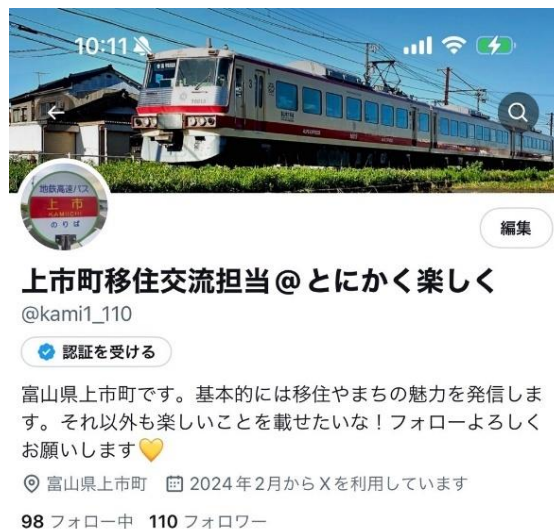 10:11
地鉄高速バス
上市
KAMIICHI
のりば
編集
上市町移住交流担当@とにかく楽しく
@kami1_110
認証を受ける
富山県上市町です。基本的には移住やまちの魅力を発信しま
す。それ以外も楽しいことを載せたいな！フォローよろしく
お願いします💛
富山県上市町 2024年2月からXを利用しています
98 フォロー中 110 フォロワー